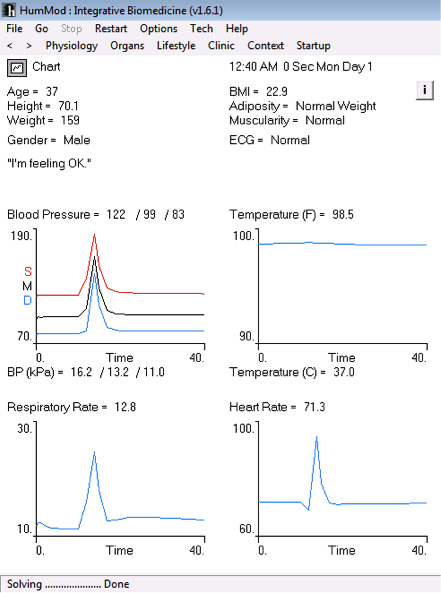 HumMod : Integrative Biomedicine (v1.6.1)
File Go Stop Restart Options Tech Help
< > Physiology Organs Lifestyle Clinic Context Startup
Chart 12:40 AM 0 Sec Mon Day 1
Age = 37 BMI = 22.9
i
Height = 70.1 Adiposity = Normal Weight
Weight = 159 Muscularity = Normal
Gender = Male ECG = Normal
"I'm feeling OK."
Blood Pressure = 122 / 99 / 83 Temperature (F) = 98.5
190. 100.
S
M
D
70. 90.
0. Time 40. 0. Time 40.
BP (kPa) = 16.2 / 13.2 / 11.0 Temperature (C) = 37.0
Respiratory Rate = 12.8 Heart Rate = 71.3
30. 100.
10. 60.
0. Time 40. 0. Time 40.
Solving ..................... Done